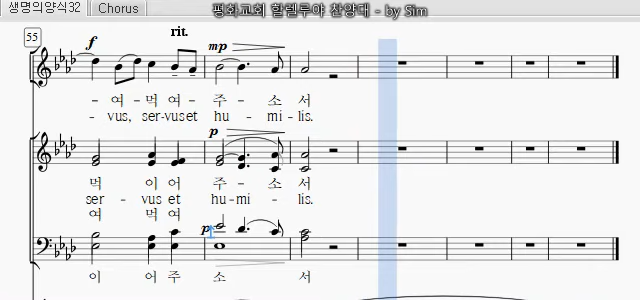 생명의양식32 Chorus
평화교회 할렐루야 찬양대 - by Sim
55
f rit. mp
- 여 - 먹 여 - 주 - 소 서
- vus, ser-vus et hu - mi - lis.
p
먹 이 어 주 - 소 서
ser - vus et hu - mi - lis.
여 먹 여
p
이 어 주 소 서